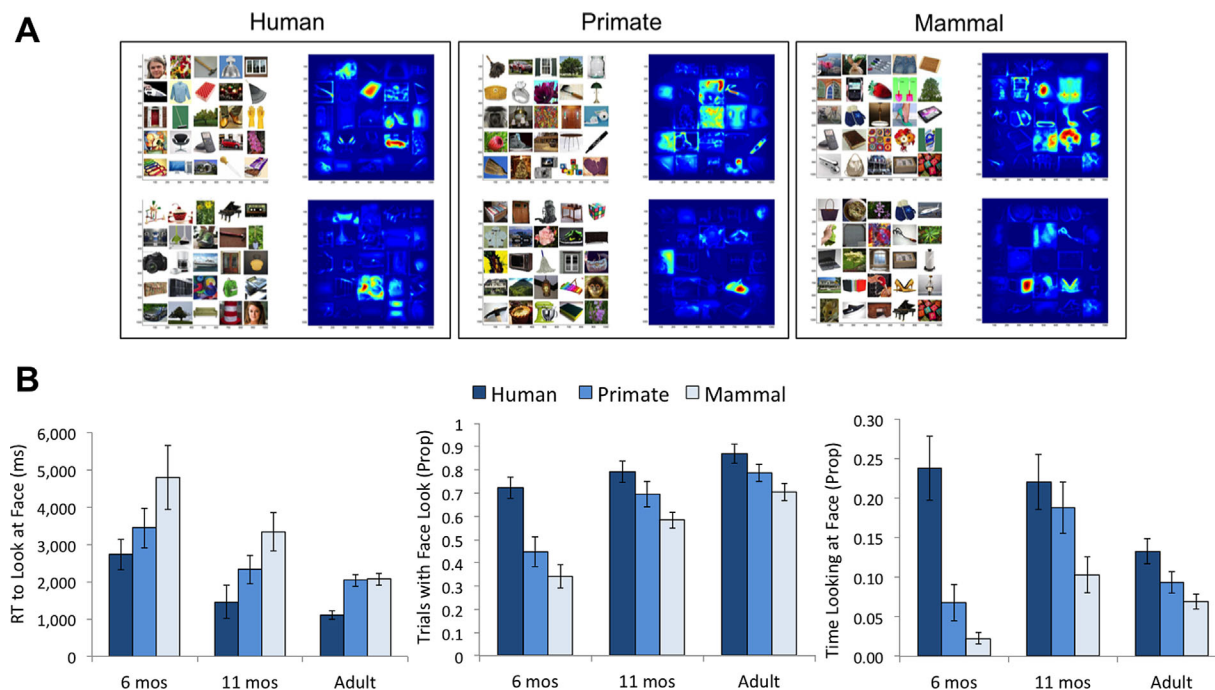 A
Human Primate Mammal
B
Human Primate Mammal
RT to Look at Face (ms)
6,000
5,000
4,000
3,000
2,000
1,000
0
6 mos 11 mos Adult
Trials with Face Look (Prop)
1
0.9
0.8
0.7
0.6
0.5
0.4
0.3
0.2
0.1
0
6 mos 11 mos Adult
Time Looking at Face (Prop)
0.30
0.25
0.20
0.15
0.10
0.05
0.00
6 mos 11 mos Adult